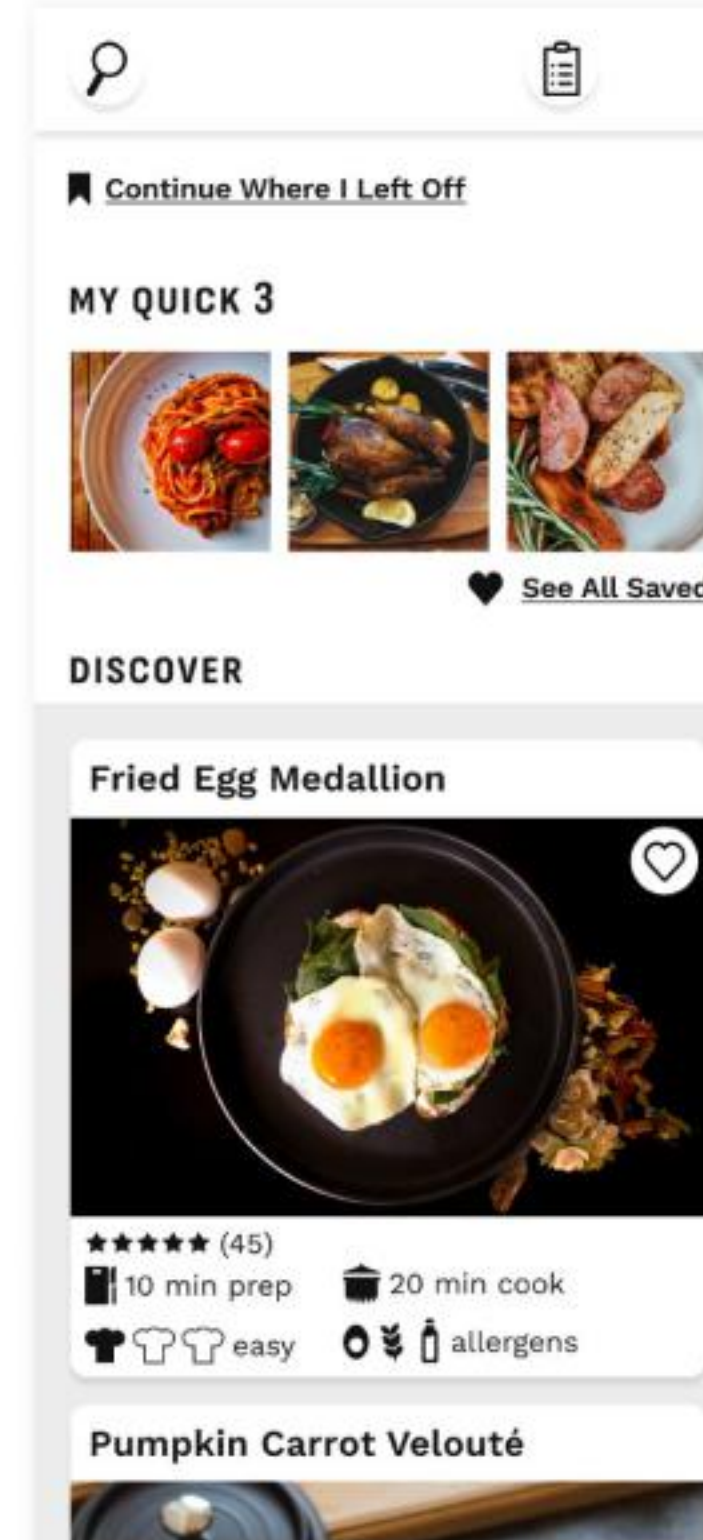 Continue Where I Left Off
MY QUICK 3
See All Saved
DISCOVER
Fried Egg Medallion
★★★★★ (45)
10 min prep
20 min cook
easy
allergens
Pumpkin Carrot Velouté